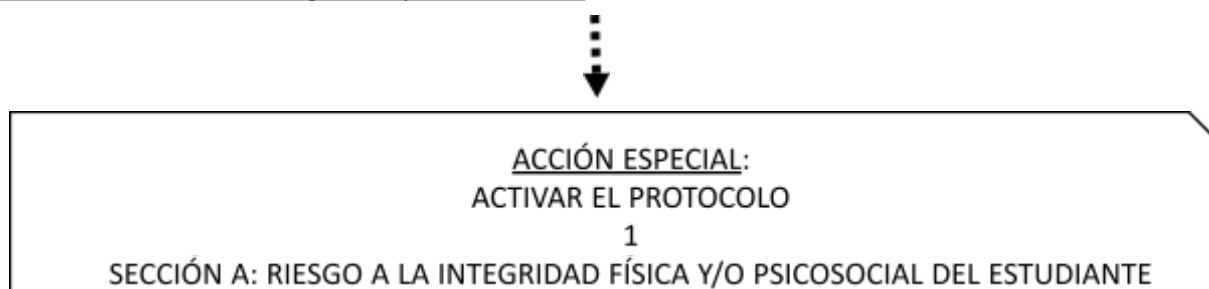 ACCIÓN ESPECIAL:
ACTIVAR EL PROTOCOLO
1
SECCIÓN A: RIESGO A LA INTEGRIDAD FÍSICA Y/O PSICOSOCIAL DEL ESTUDIANTE